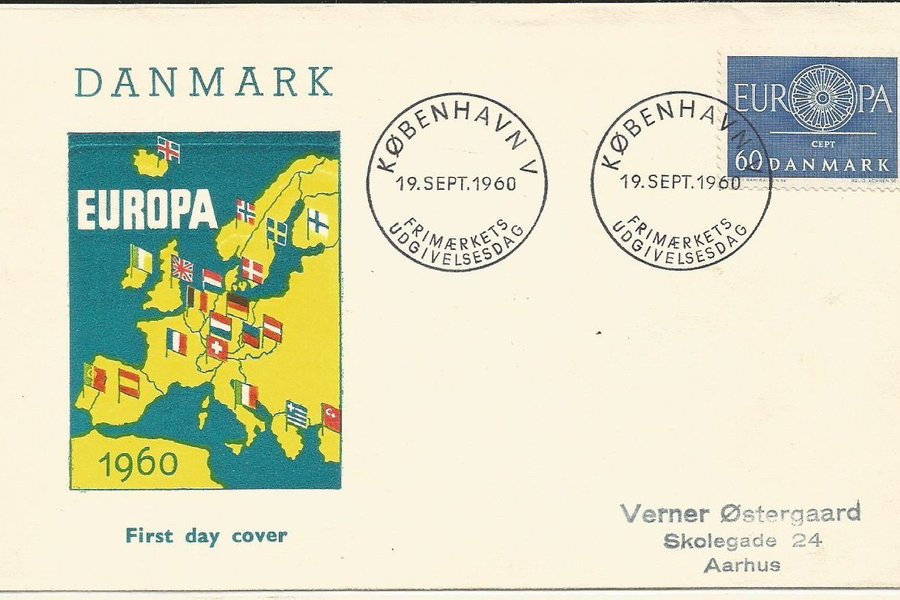 DANMARK
EUROPA
1960
First day cover
KØBENHAVN V
19. SEPT. 1960
FRIMÆRKETS
UDGIVELSESDAG
KØBENHAVN V
19. SEPT. 1960
FRIMÆRKETS
UDGIVELSESDAG
EUROPA
CEPT
60 DANMARK
Verner Østergaard
Skolegade 24
Aarhus